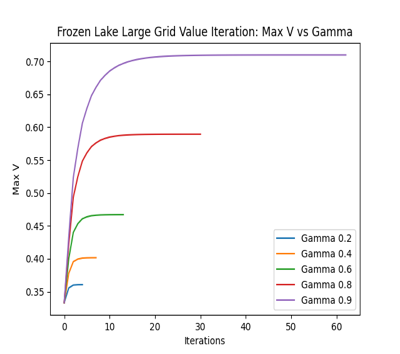 Frozen Lake Large Grid Value Iteration: Max V vs Gamma
0.70
0.65
0.60
0.55
0.50
0.45
0.40
0.35
Max V
0 10 20 30 40 50 60
Iterations
Gamma 0.2
Gamma 0.4
Gamma 0.6
Gamma 0.8
Gamma 0.9